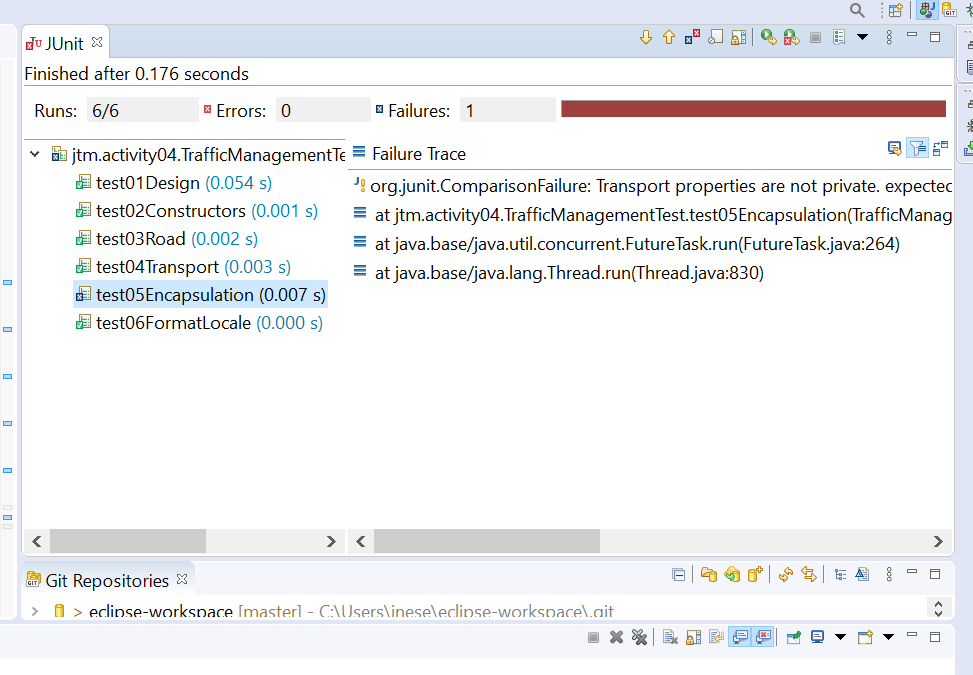 JUnit
Finished after 0.176 seconds
Runs: 6/6 Errors: 0 Failures: 1
jtm.activity04.TrafficManagementTe
test01Design (0.054 s)
test02Constructors (0.001 s)
test03Road (0.002 s)
test04Transport (0.003 s)
test05Encapsulation (0.007 s)
test06FormatLocale (0.000 s)
Failure Trace
org.junit.ComparisonFailure: Transport properties are not private. expected
at jtm.activity04.TrafficManagementTest.test05Encapsulation(TrafficManag
at java.base/java.util.concurrent.FutureTask.run(FutureTask.java:264)
at java.base/java.lang.Thread.run(Thread.java:830)
Git Repositories
> eclipse-workspace [master] - C:\Users\inese\eclipse-workspace\.git